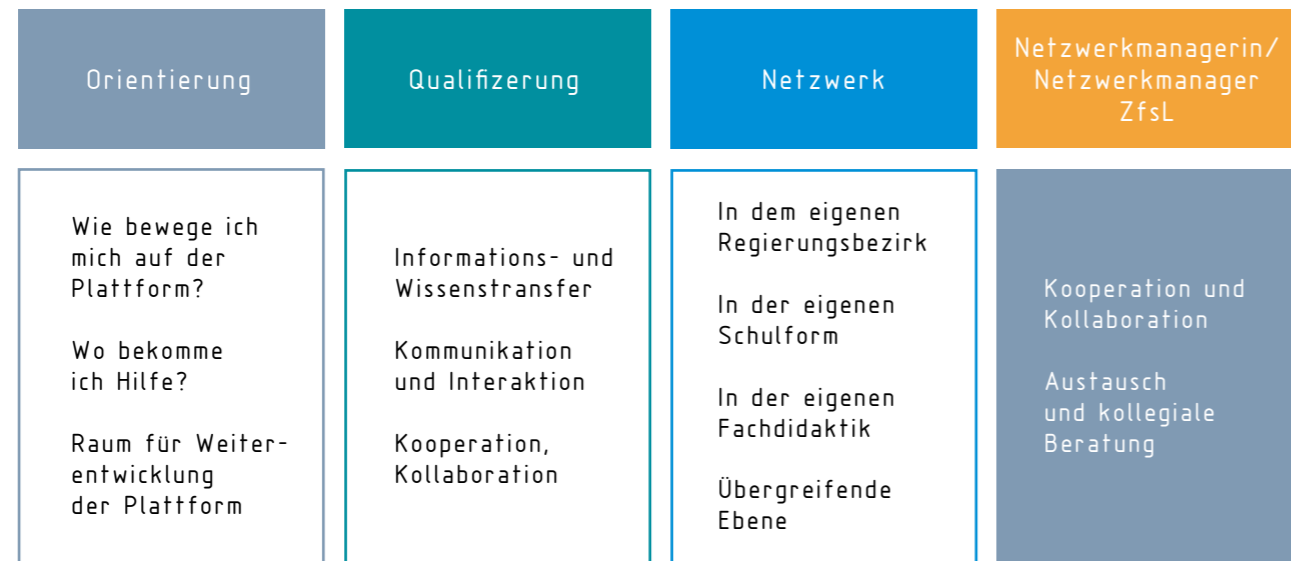 Orientierung
Qualifizerung
Netzwerk
Netzwerkmanagerin/
Netzwerkmanager
ZfsL
Wie bewege ich
mich auf der
Plattform?
Wo bekomme
ich Hilfe?
Raum für Weiter-
entwicklung
der Plattform
Informations- und
Wissenstransfer
Kommunikation
und Interaktion
Kooperation,
Kollaboration
In dem eigenen
Regierungsbezirk
In der eigenen
Schulform
In der eigenen
Fachdidaktik
Übergreifende
Ebene
Kooperation und
Kollaboration
Austausch
und kollegiale
Beratung